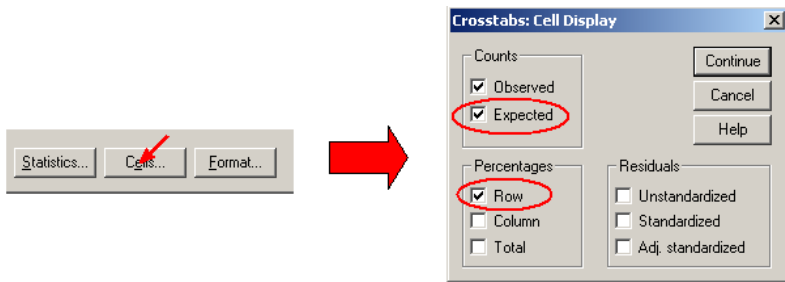 Statistics... Cells... Format...
Crosstabs: Cell Display
Counts
Observed
Expected
Continue
Cancel
Help
Percentages
Row
Column
Total
Residuals
Unstandardized
Standardized
Adj. standardized